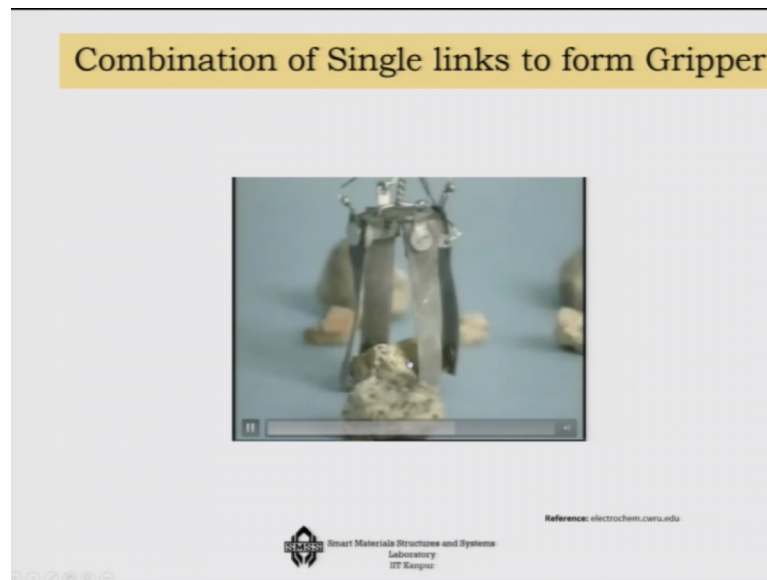 Combination of Single links to form Gripper
Reference: electrochem.cwru.edu
SMSS
Smart Materials Structures and Systems
Laboratory
IIT Kanpur